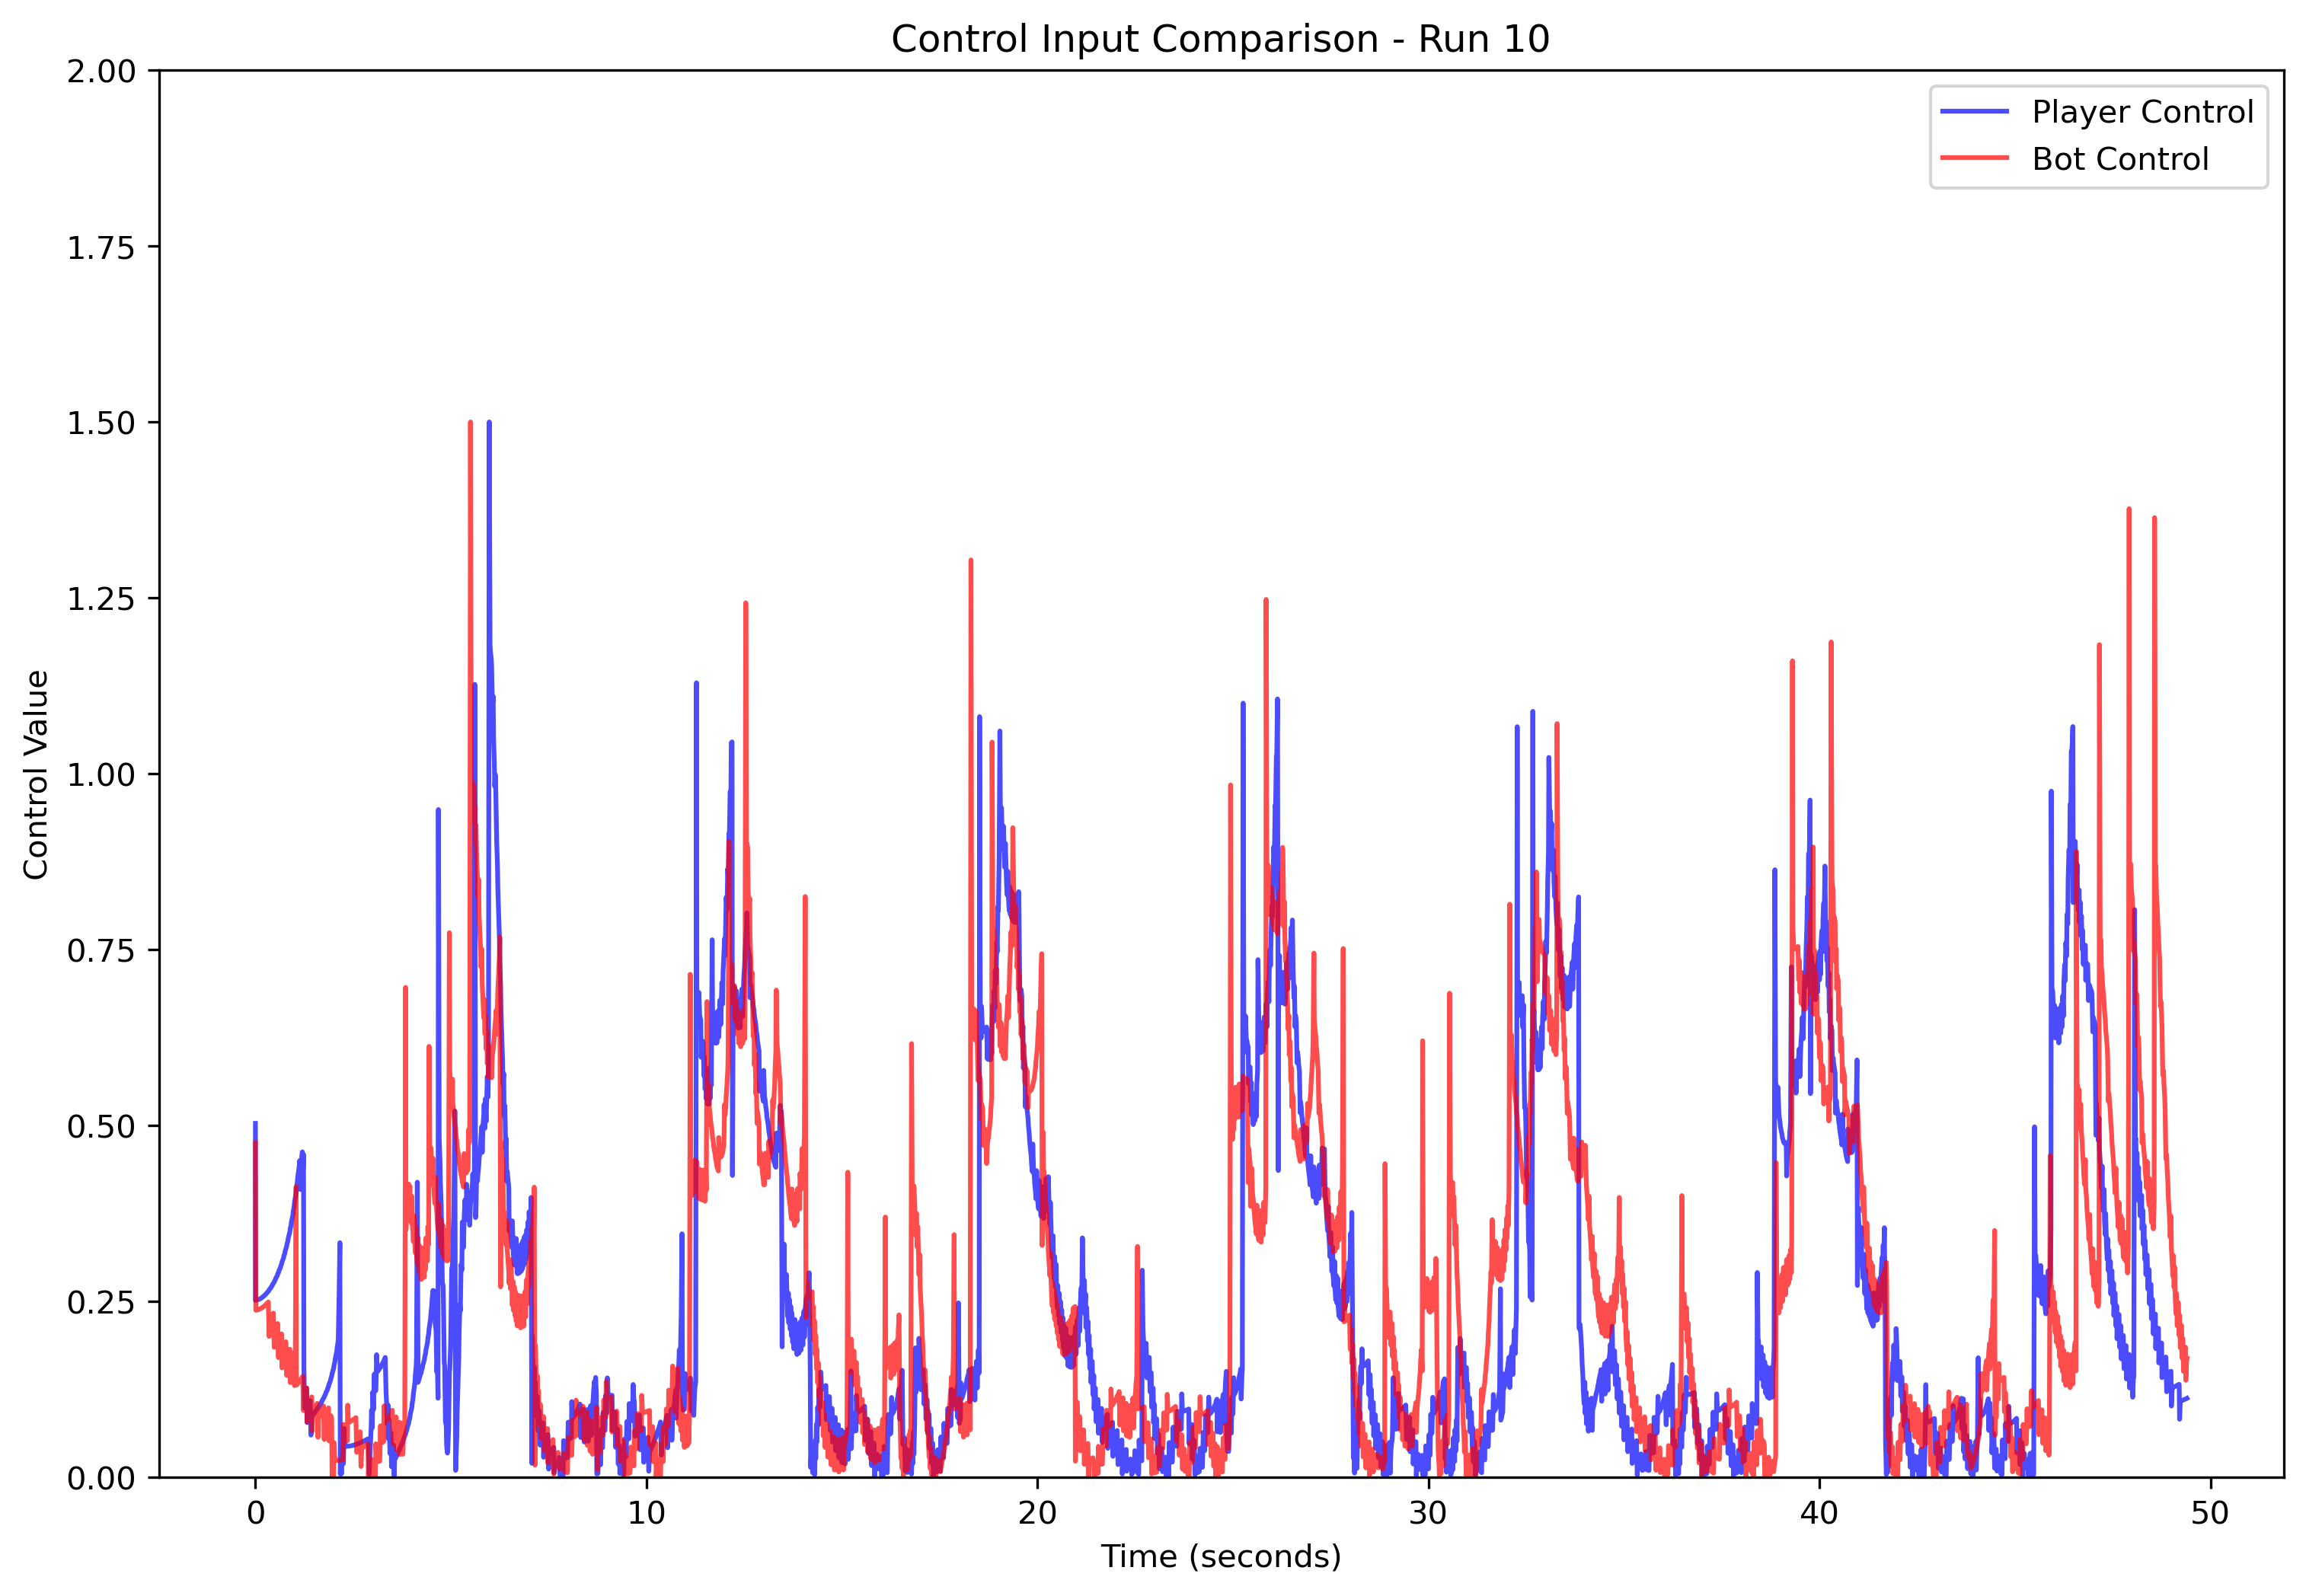 Control Input Comparison - Run 10
2.00
1.75
1.50
1.25
1.00
0.75
0.50
0.25
0.00
Control Value
Player Control
Bot Control
0 10 20 30 40 50
Time (seconds)